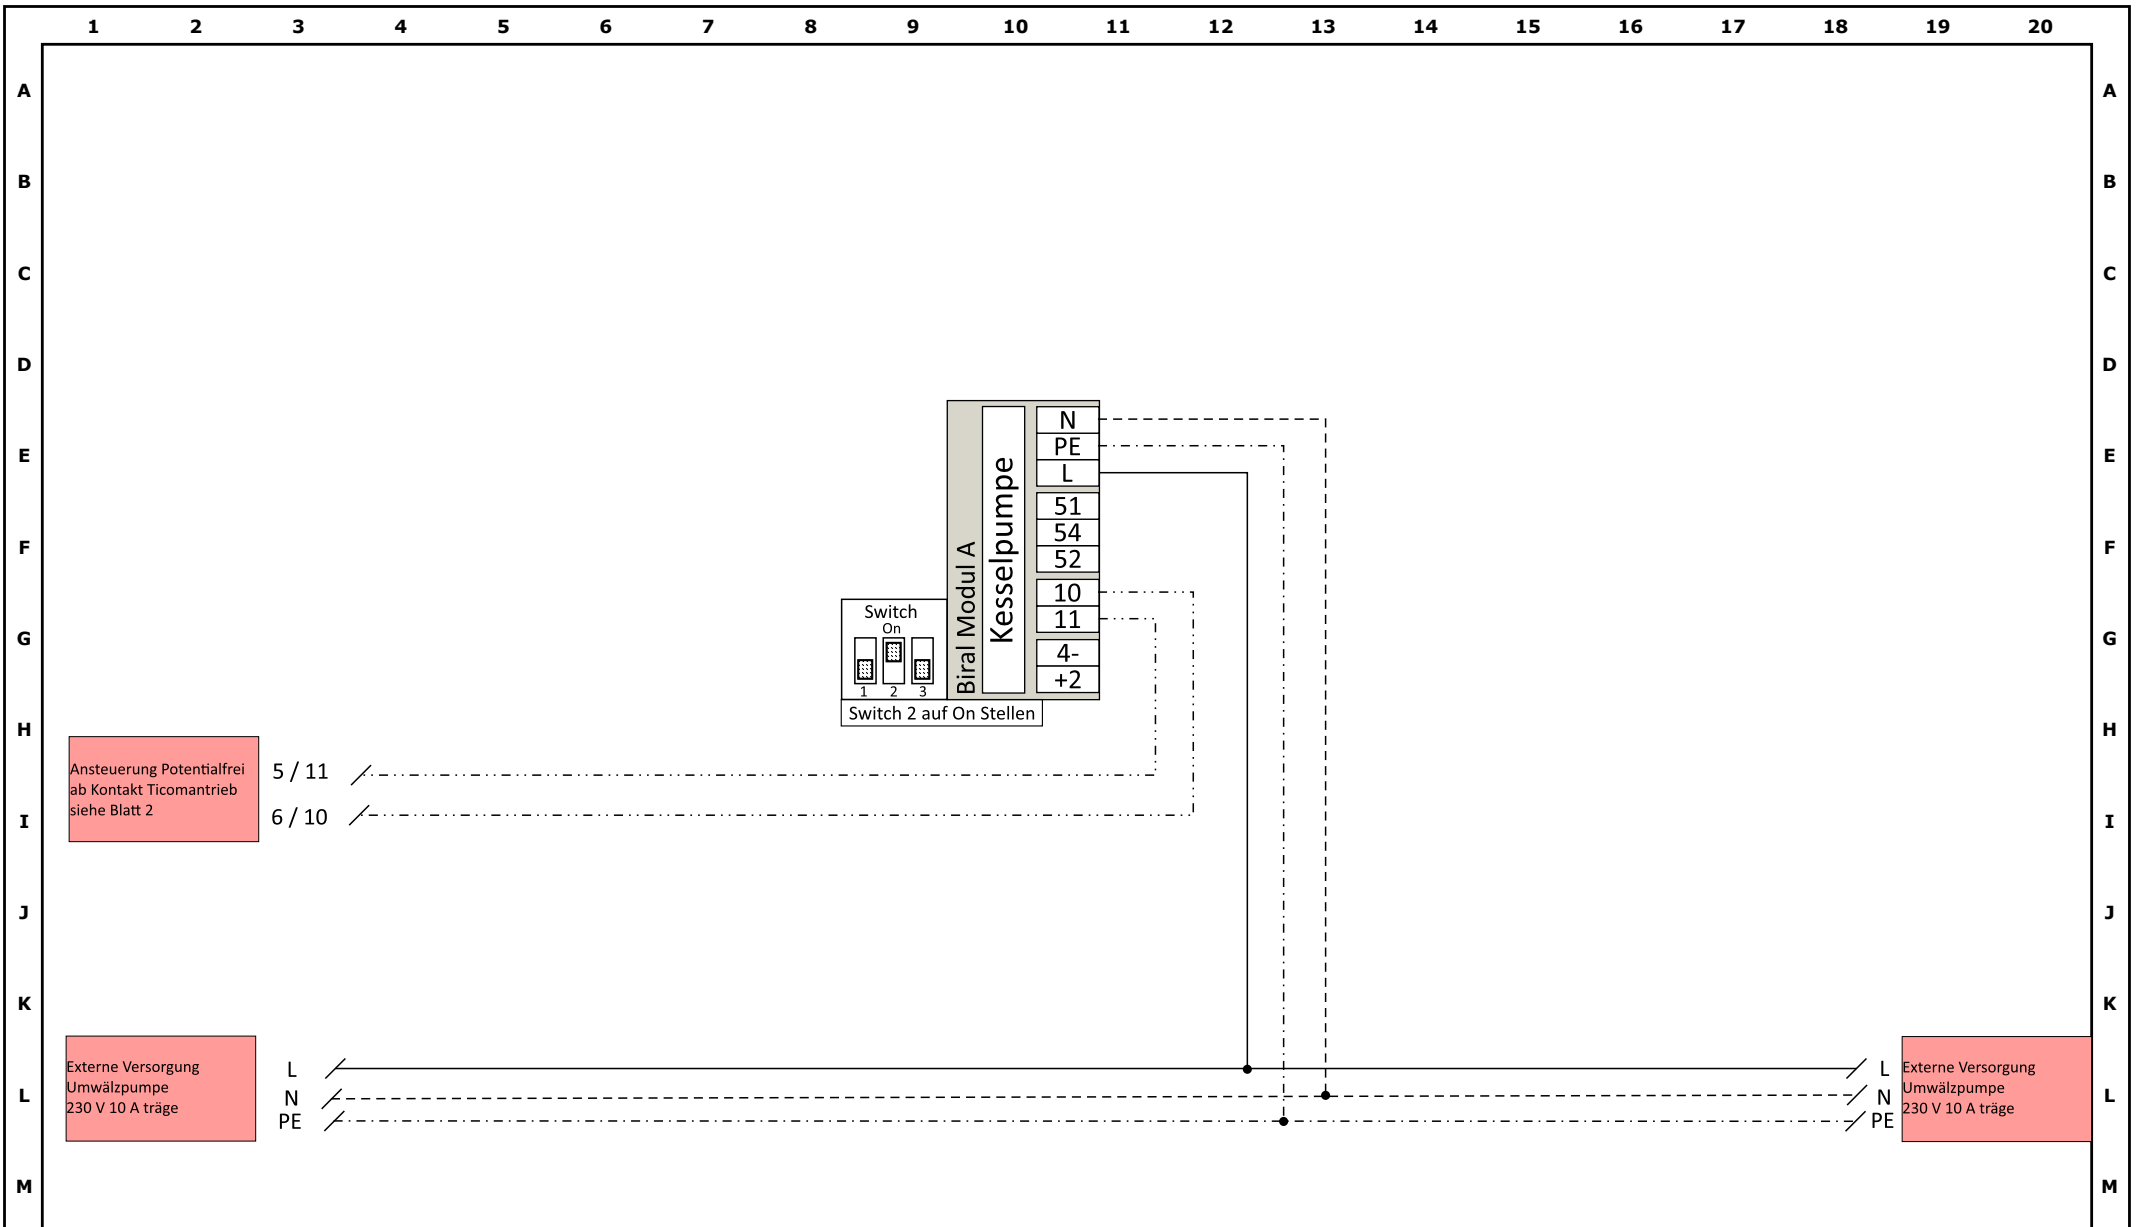 1 2 3 4 5 6 7 8 9 10 11 12 13 14 15 16 17 18 19 20
A A
B B
C C
D D
N
PE
E E
L
51
54
F F
52
Biral Modul A
Kesselpumpe
10
11
Switch
On
1 2 3
G G
4-
+2
Switch 2 auf On Stellen
H H
Ansteuerung Potentialfrei
ab Kontakt Ticomantrieb
siehe Blatt 2
5 / 11
6 / 10
I I
J J
K K
Externe Versorgung
Umwälzpumpe
230 V 10 A träge
L
N
PE
L L
L
N
PE
Externe Versorgung
Umwälzpumpe
230 V 10 A träge
M M